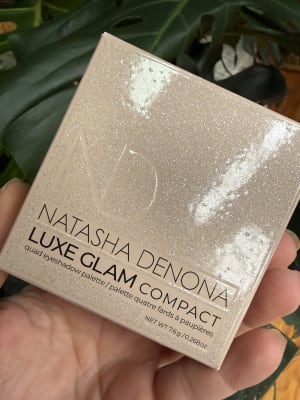 ND
NATASHA DENONA
LUXE GLAM COMPACT
quad eyeshadow palette / palette quatre fards à paupières
NET WT 7.6g / 0.268oz